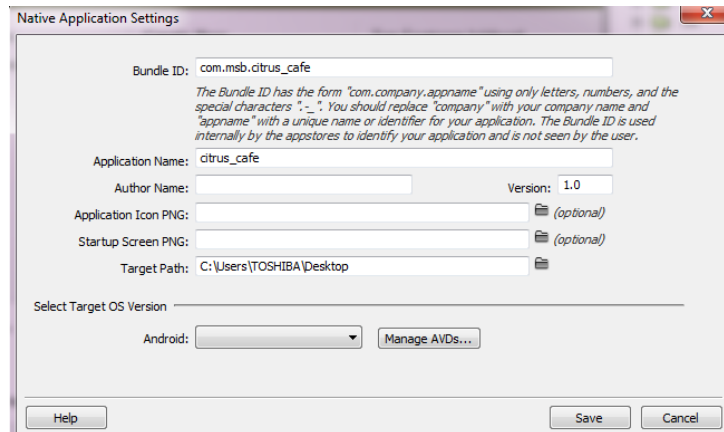 Native Application Settings
Bundle ID: com.msb.citrus_cafe
The Bundle ID has the form "com.company.appname" using only letters, numbers, and the
special characters ".-_". You should replace "company" with your company name and
"appname" with a unique name or identifier for your application. The Bundle ID is used
internally by the appstores to identify your application and is not seen by the user.
Application Name: citrus_cafe
Author Name: Version: 1.0
Application Icon PNG: (optional)
Startup Screen PNG: (optional)
Target Path: C:\Users\TOSHIBA\Desktop
Select Target OS Version
Android: Manage AVDs...
Help Save Cancel